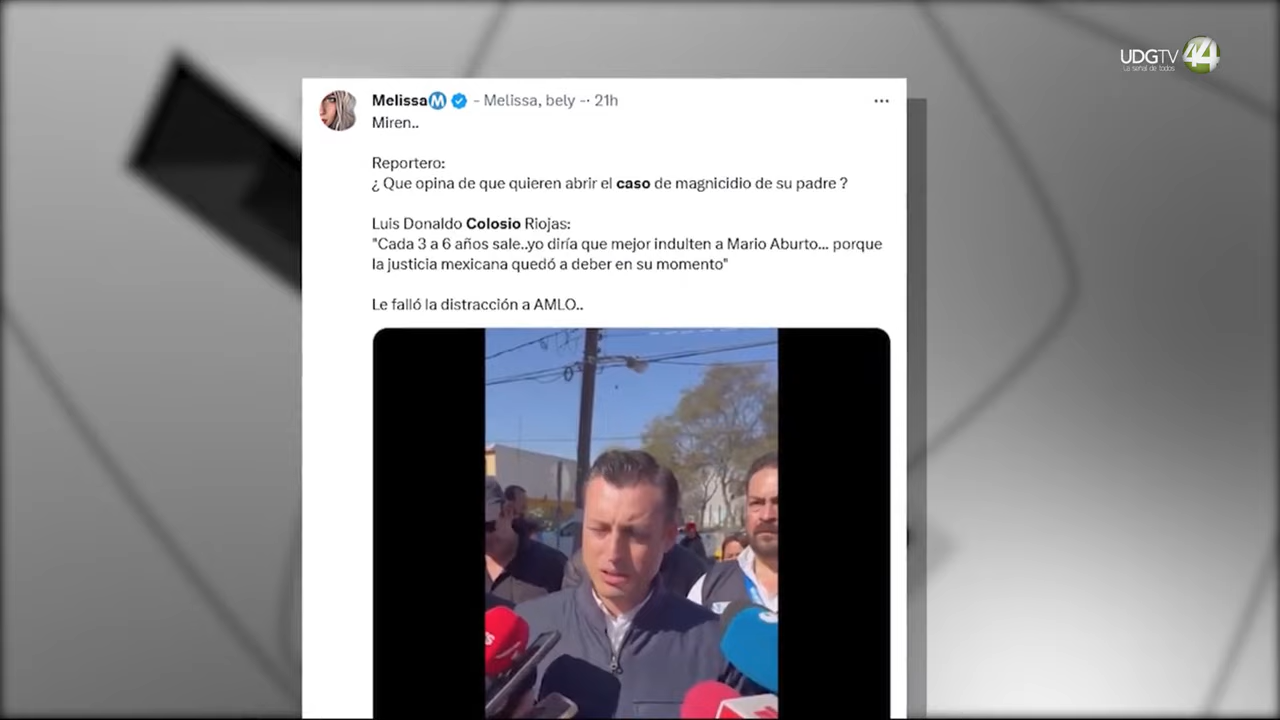 UDGTV 44
La señal de todos
Melissa M - Melissa, bely -· 21h
Miren..
Reportero:
¿ Que opina de que quieren abrir el caso de magnicidio de su padre ?
Luis Donaldo Colosio Riojas:
"Cada 3 a 6 años sale..yo diría que mejor indulten a Mario Aburto... porque
la justicia mexicana quedó a deber en su momento"
Le falló la distracción a AMLO..